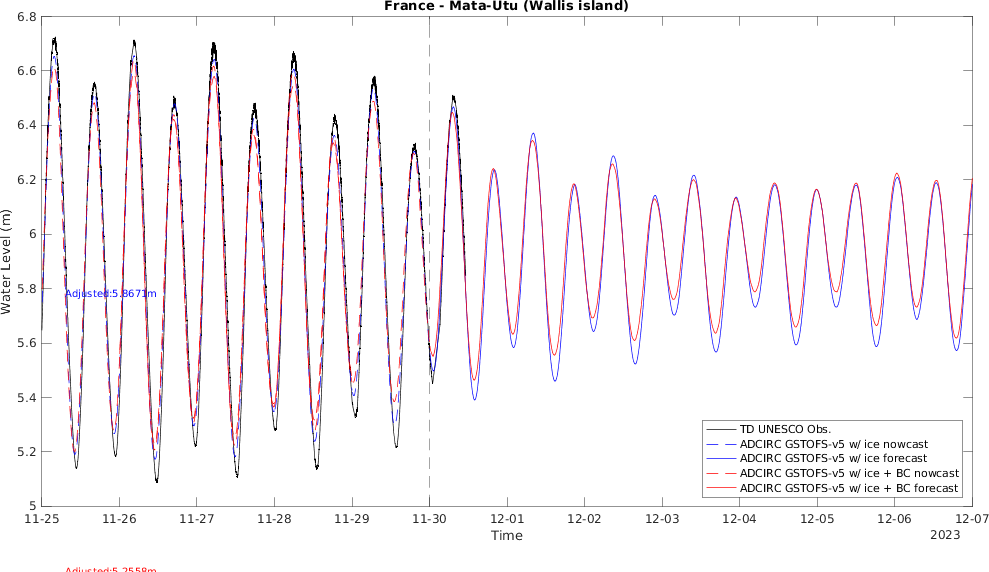 France - Mata-Utu (Wallis island)
6.8
6.6
6.4
6.2
6
5.8
5.6
5.4
5.2
5
Water Level (m)
Adjusted:5.8671m
TD UNESCO Obs.
ADCIRC GSTOFS-v5 w/ ice nowcast
ADCIRC GSTOFS-v5 w/ ice forecast
ADCIRC GSTOFS-v5 w/ ice + BC nowcast
ADCIRC GSTOFS-v5 w/ ice + BC forecast
11-25 11-26 11-27 11-28 11-29 11-30 12-01 12-02 12-03 12-04 12-05 12-06 12-07
Time
2023
Adjusted:5.2558m